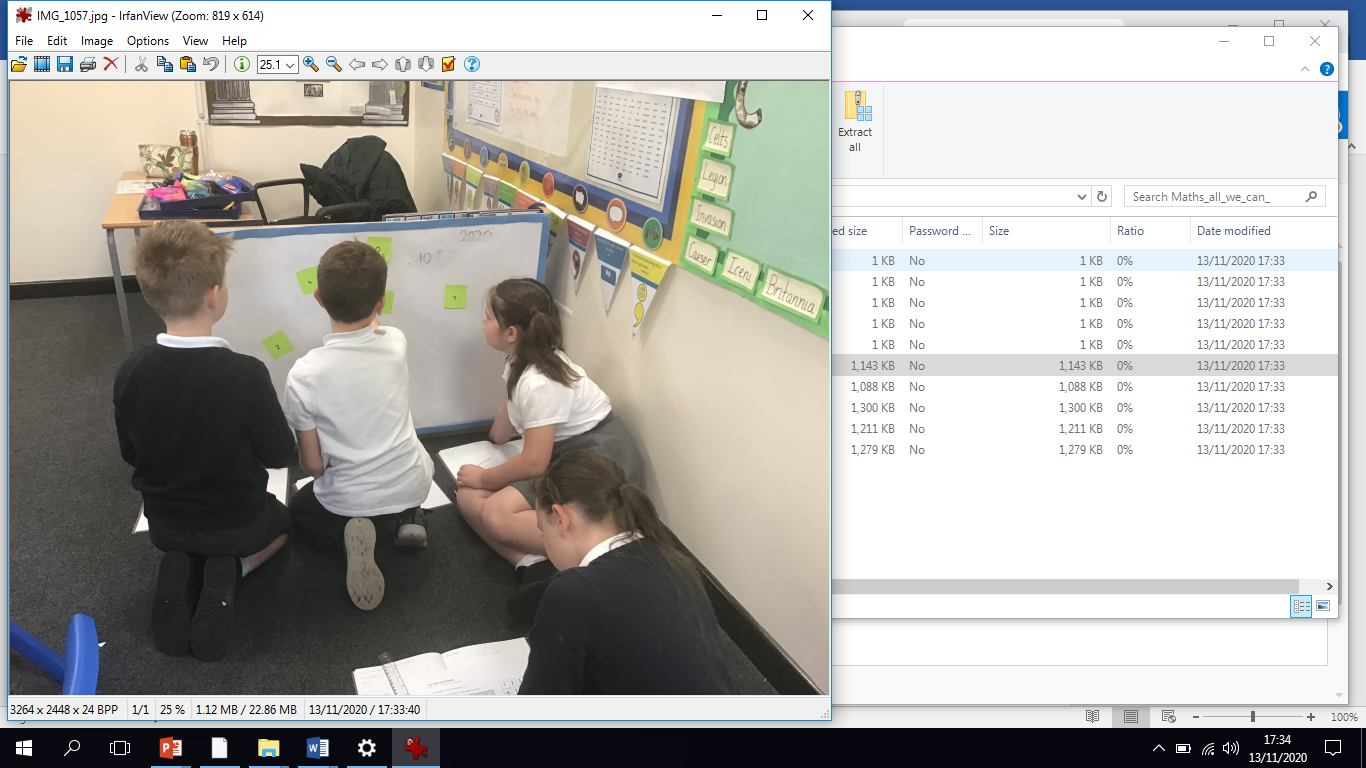 IMG_1057.jpg - IrfanView (Zoom: 819 x 614)
File Edit Image Options View Help
25.1
Extract all
Search Maths_all_we_can_
ed size Password ... Size Ratio Date modified
1 KB No 1 KB 0% 13/11/2020 17:33
1 KB No 1 KB 0% 13/11/2020 17:33
1 KB No 1 KB 0% 13/11/2020 17:33
1 KB No 1 KB 0% 13/11/2020 17:33
1 KB No 1 KB 0% 13/11/2020 17:33
1,143 KB No 1,143 KB 0% 13/11/2020 17:33
1,088 KB No 1,088 KB 0% 13/11/2020 17:33
1,300 KB No 1,300 KB 0% 13/11/2020 17:33
1,211 KB No 1,211 KB 0% 13/11/2020 17:33
1,279 KB No 1,279 KB 0% 13/11/2020 17:33
Celts
Legion
Invasion
Caeser
Iceni
Britannia
2020
3264 x 2448 x 24 BPP 1/1 25 % 1.12 MB / 22.86 MB 13/11/2020 / 17:33:40
100%
17:34
13/11/2020